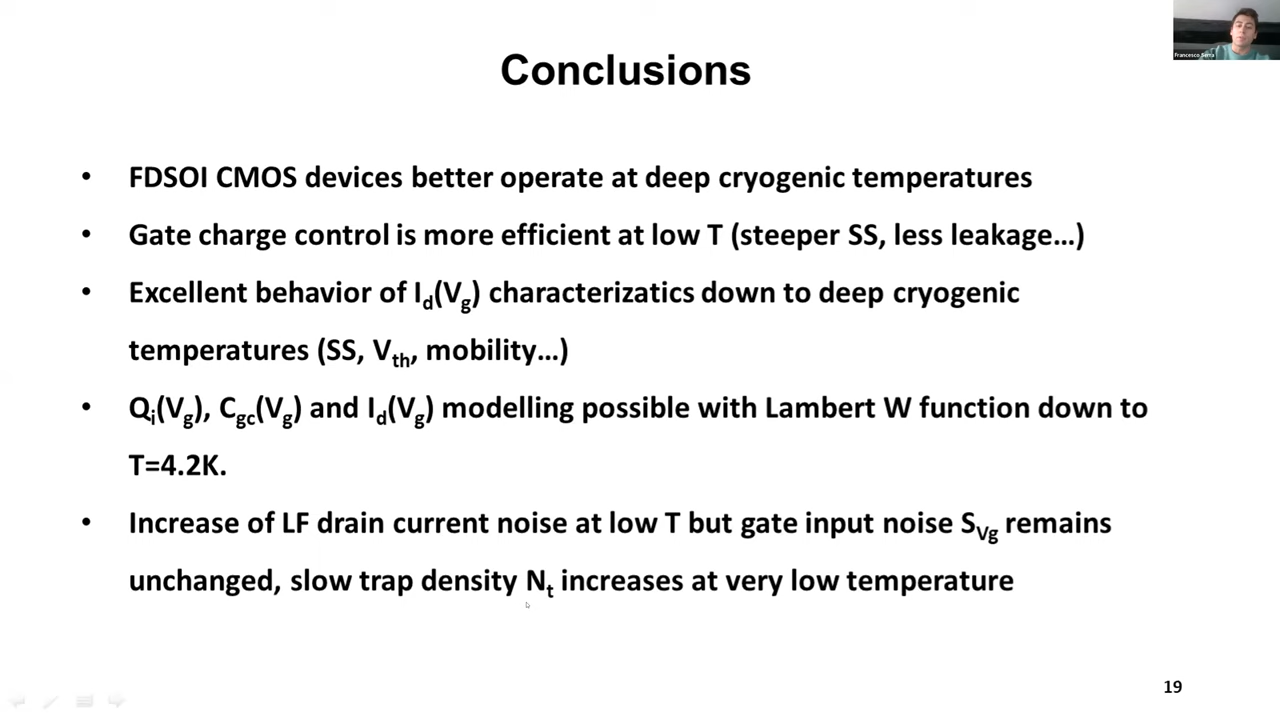 Francesco Serra
Conclusions
• FDSOI CMOS devices better operate at deep cryogenic temperatures
• Gate charge control is more efficient at low T (steeper SS, less leakage…)
• Excellent behavior of Id(Vg) characterizatics down to deep cryogenic
temperatures (SS, Vth, mobility…)
• Qi(Vg), Cgc(Vg) and Id(Vg) modelling possible with Lambert W function down to
T=4.2K.
• Increase of LF drain current noise at low T but gate input noise SVg remains
unchanged, slow trap density Nt increases at very low temperature
19